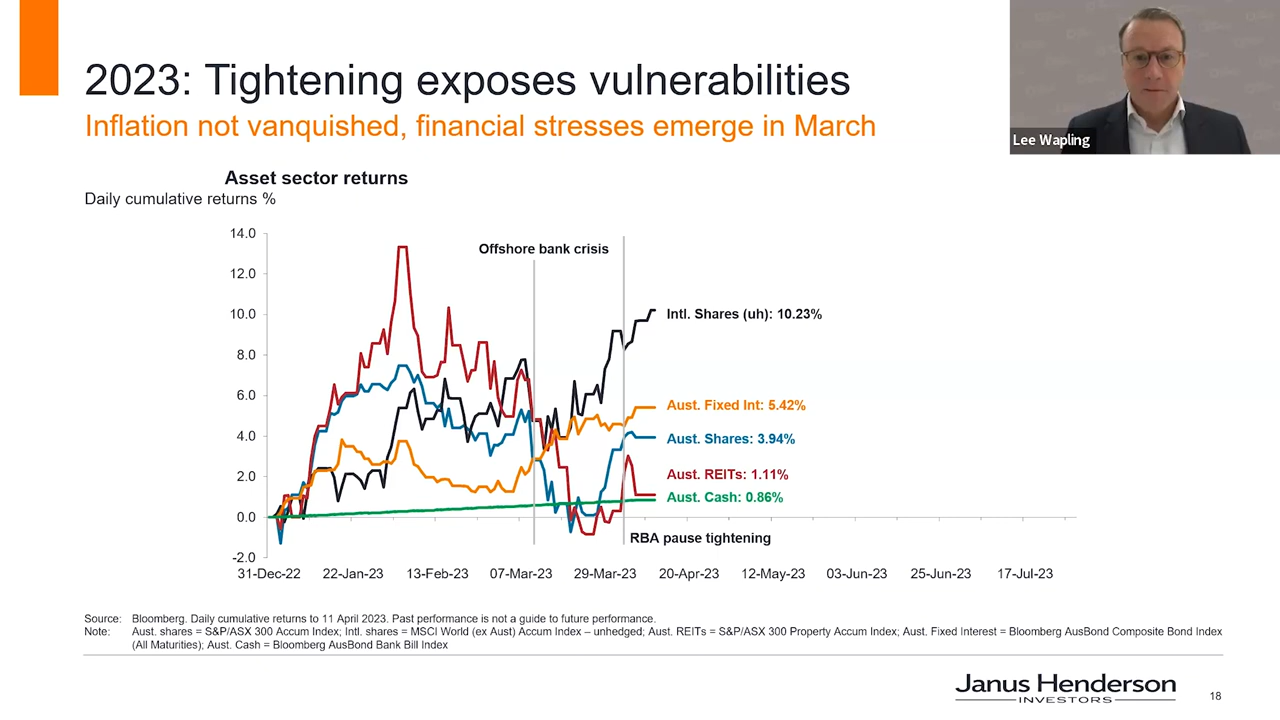 2023: Tightening exposes vulnerabilities
Inflation not vanquished, financial stresses emerge in March
Lee Wapling
Asset sector returns
Daily cumulative returns %
14.0
12.0
10.0
8.0
6.0
4.0
2.0
0.0
-2.0
Offshore bank crisis
Intl. Shares (uh): 10.23%
Aust. Fixed Int: 5.42%
Aust. Shares: 3.94%
Aust. REITs: 1.11%
Aust. Cash: 0.86%
RBA pause tightening
31-Dec-22 22-Jan-23 13-Feb-23 07-Mar-23 29-Mar-23 20-Apr-23 12-May-23 03-Jun-23 25-Jun-23 17-Jul-23
Source: Bloomberg. Daily cumulative returns to 11 April 2023. Past performance is not a guide to future performance.
Note: Aust. shares = S&P/ASX 300 Accum Index; Intl. shares = MSCI World (ex Aust) Accum Index – unhedged; Aust. REITs = S&P/ASX 300 Property Accum Index; Aust. Fixed Interest = Bloomberg AusBond Composite Bond Index
(All Maturities); Aust. Cash = Bloomberg AusBond Bank Bill Index
Janus Henderson
INVESTORS
18